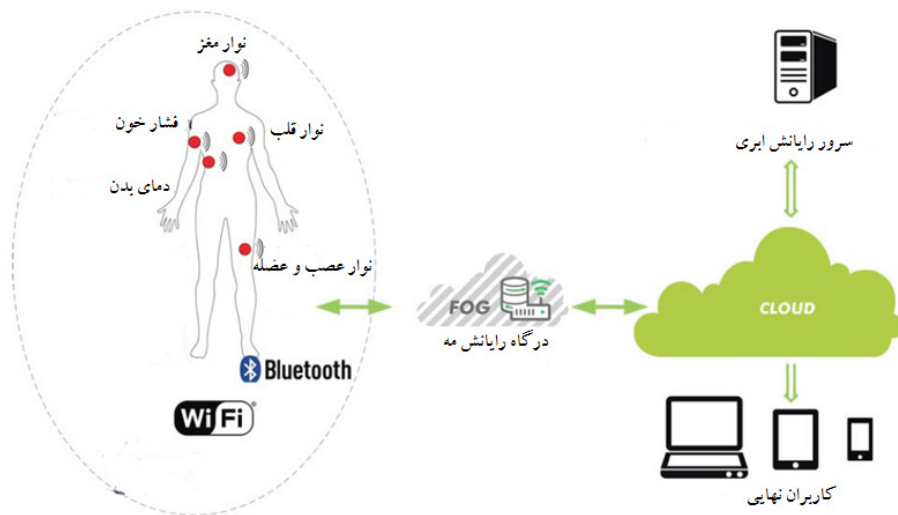 نوار مغز
فشار خون
نوار قلب
دمای بدن
نوار عصب و عضله
Bluetooth
WiFi
FOG
درگاه رایانش مه
CLOUD
سرور رایانش ابری
کاربران نهایی